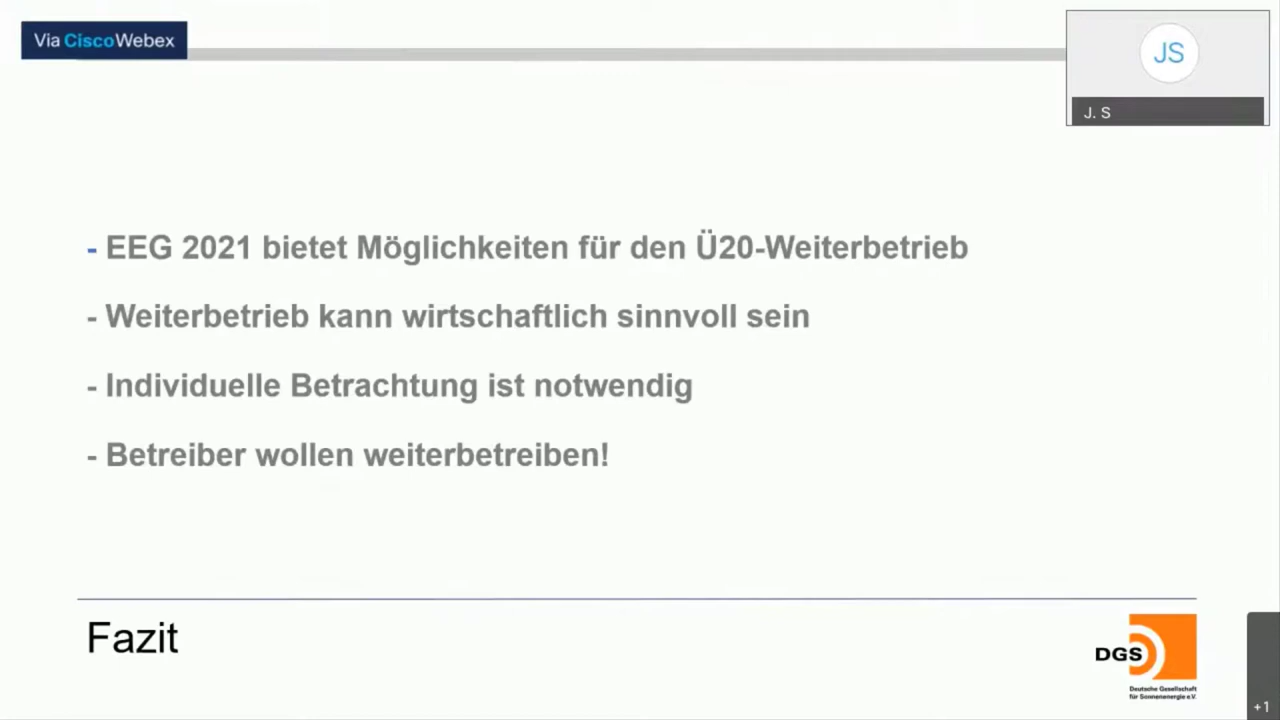 Via CiscoWebex
JS
J. S
- EEG 2021 bietet Möglichkeiten für den Ü20-Weiterbetrieb
- Weiterbetrieb kann wirtschaftlich sinnvoll sein
- Individuelle Betrachtung ist notwendig
- Betreiber wollen weiterbetreiben!
Fazit
DGS
Deutsche Gesellschaft
für Sonnenenergie e.V.
+1